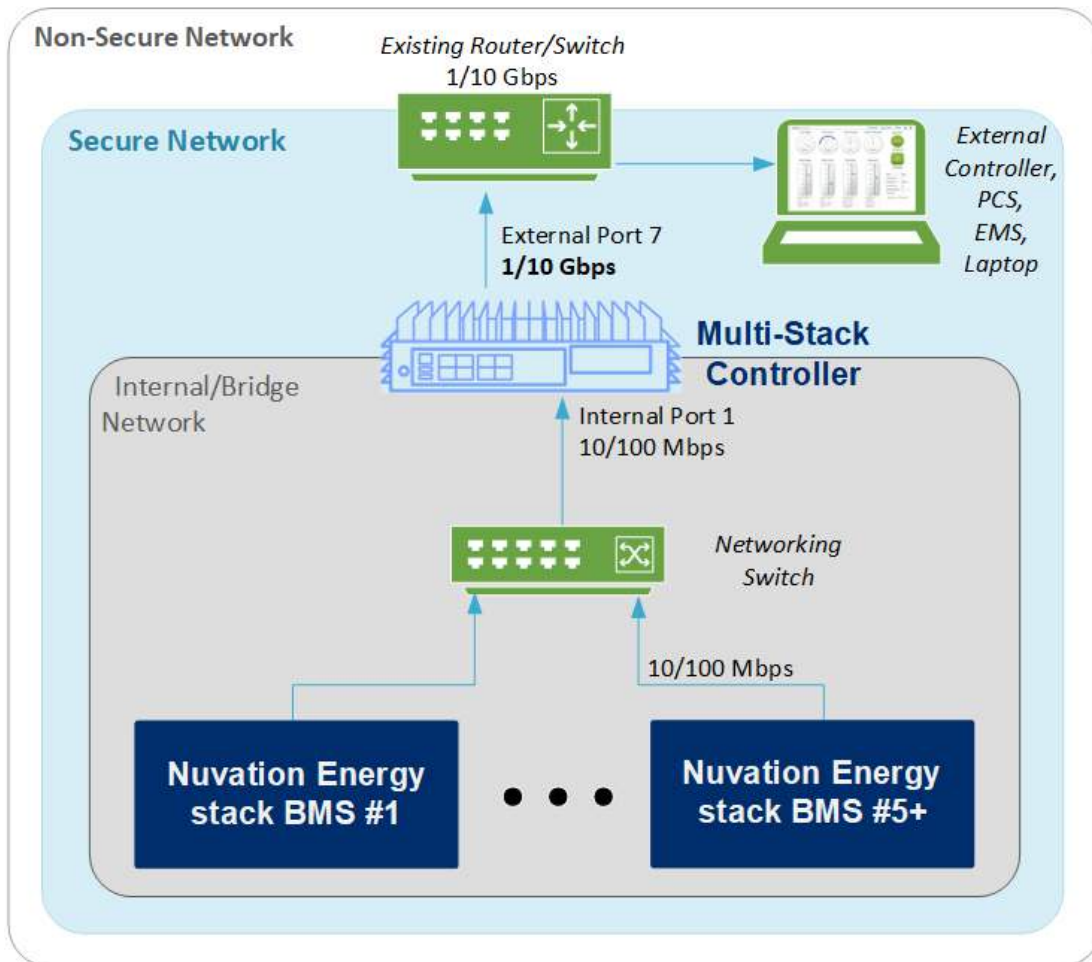 Non-Secure Network
Existing Router/Switch
1/10 Gbps
Secure Network
External
Controller,
PCS,
EMS,
Laptop
External Port 7
1/10 Gbps
Multi-Stack
Controller
Internal/Bridge
Network
Internal Port 1
10/100 Mbps
Networking
Switch
10/100 Mbps
Nuvation Energy
stack BMS #1
Nuvation Energy
stack BMS #5+